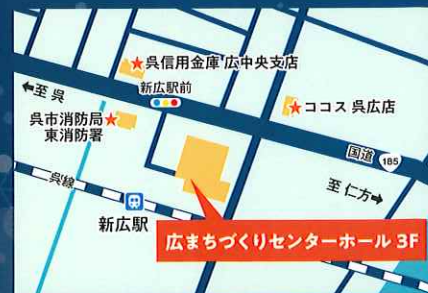 ★呉信用金庫 広中央支店
←至 呉
新広駅前
★ココス 呉広店
呉市消防局★
東消防署
国道 185
呉線
至 仁方→
新広駅
広まちづくりセンターホール 3F